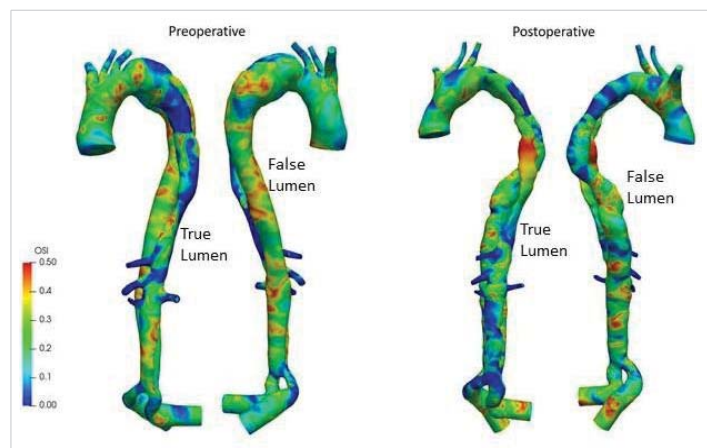 Preoperative
Postoperative
False
Lumen
True
Lumen
False
Lumen
True
Lumen
OSI
0.50
0.4
0.3
0.2
0.1
0.00